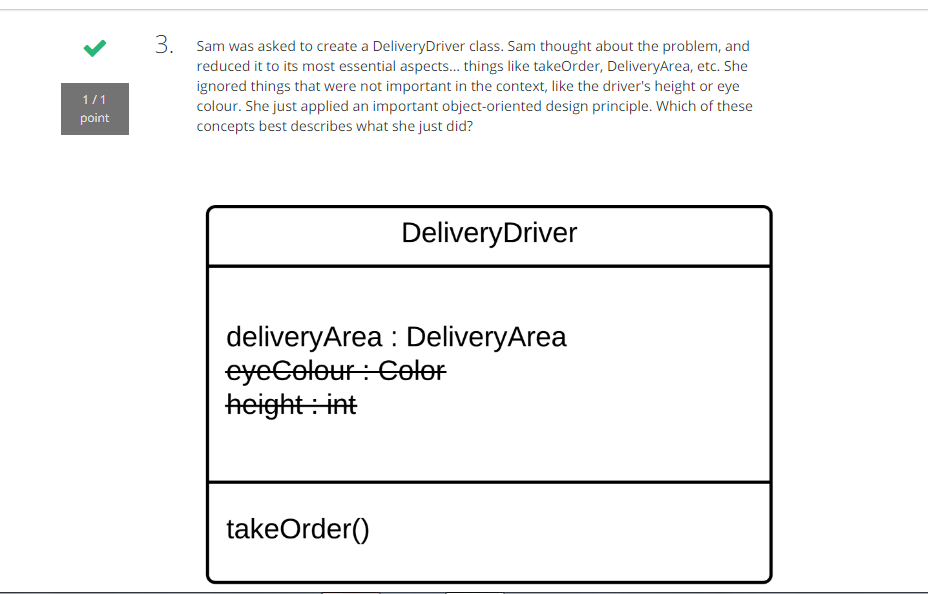 3.
Sam was asked to create a DeliveryDriver class. Sam thought about the problem, and
reduced it to its most essential aspects... things like takeOrder, DeliveryArea, etc. She
ignored things that were not important in the context, like the driver's height or eye
colour. She just applied an important object-oriented design principle. Which of these
concepts best describes what she just did?
1 / 1
point
DeliveryDriver
deliveryArea : DeliveryArea
eyeColour : Color
height : int
takeOrder()